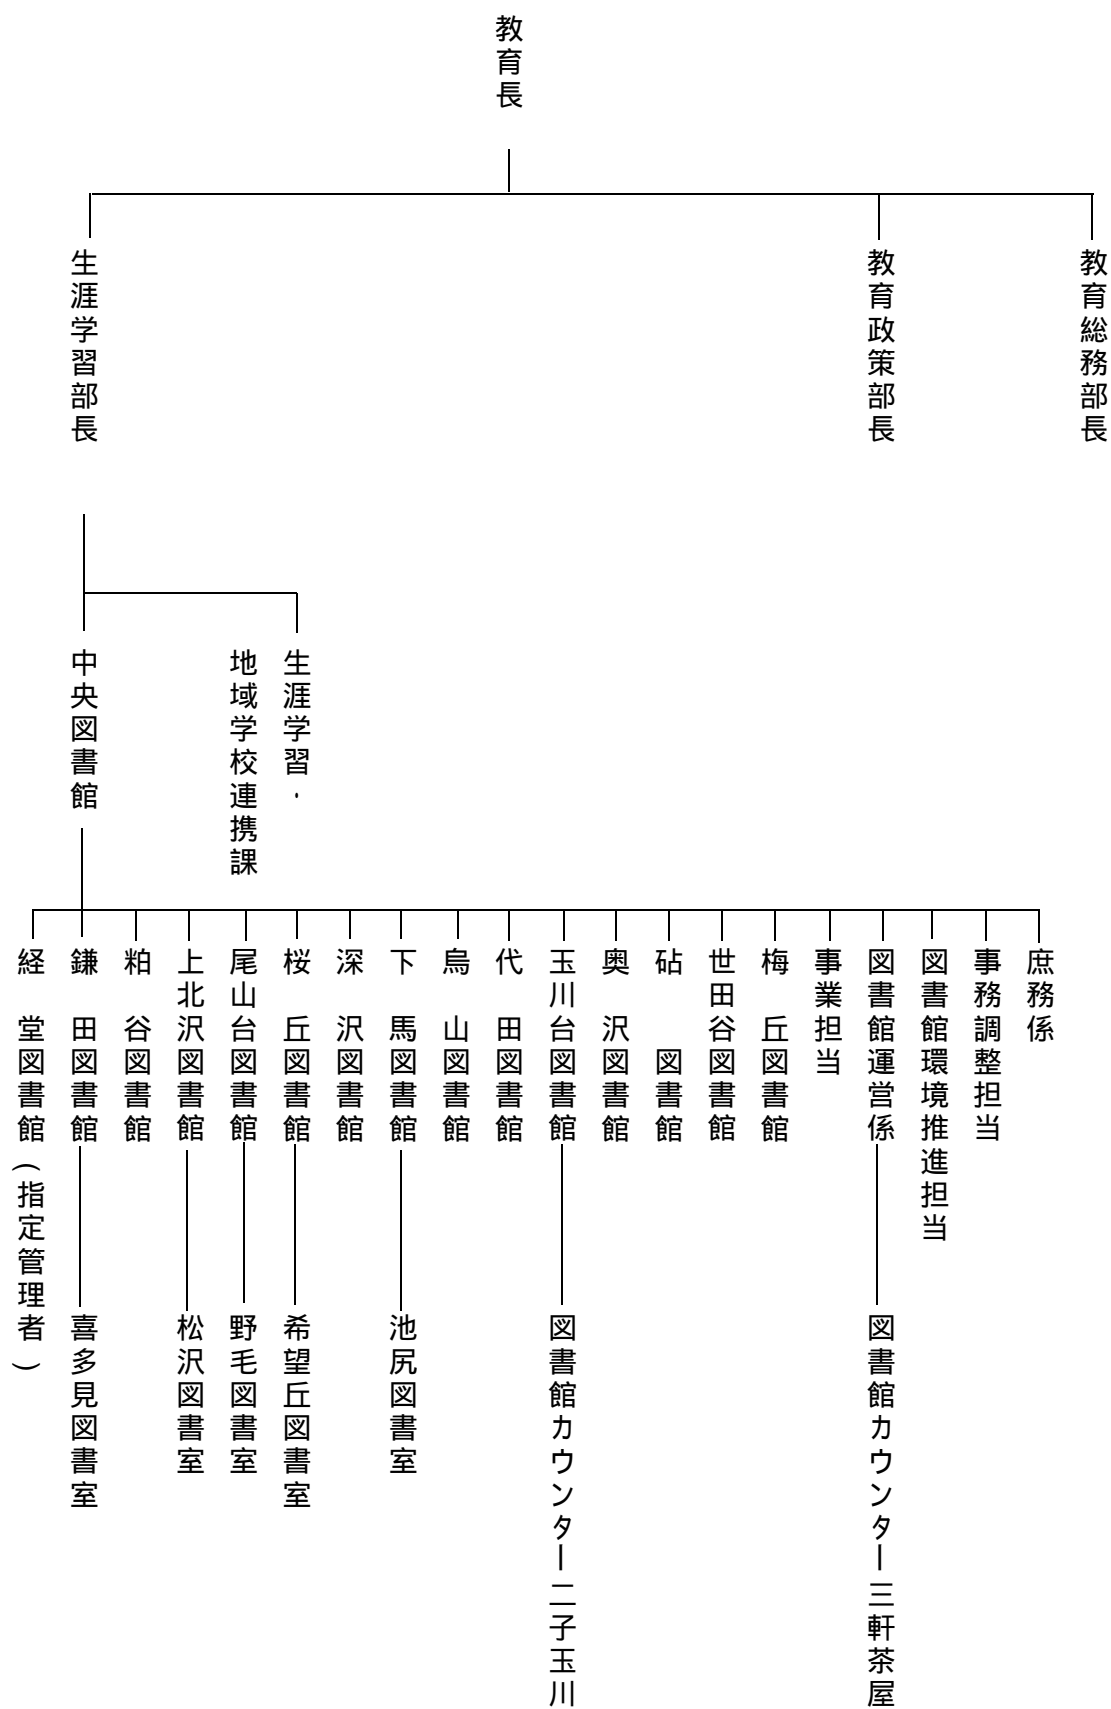 教育長
教育総務部長
教育政策部長
生涯学習部長
生涯学習・
地域学校連携課
中央図書館
庶務係
事務調整担当
図書館環境推進担当
図書館運営係
事業担当
梅　丘図書館
世田谷図書館
砧　　図書館
奥　沢図書館
玉川台図書館
代　田図書館
烏　山図書館
下　馬図書館
深　沢図書館
桜　丘図書館
尾山台図書館
上北沢図書館
粕　谷図書館
鎌　田図書館
経　堂図書館（指定管理者）
図書館カウンター三軒茶屋
図書館カウンター二子玉川
池尻図書室
希望丘図書室
野毛図書室
松沢図書室
喜多見図書室